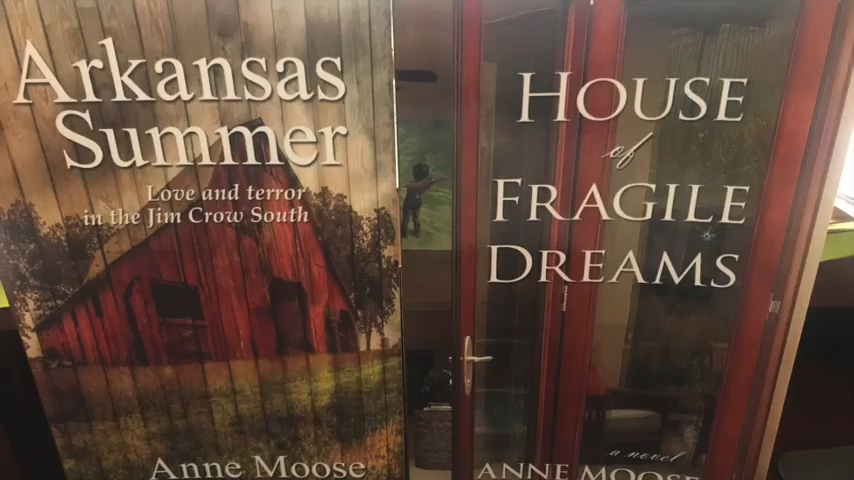 Arkansas
Summer
Love and terror
in the Jim Crow South
Anne Moose
HOUSE
of
FRAGILE
DREAMS
a novel
ANNE MOOSE